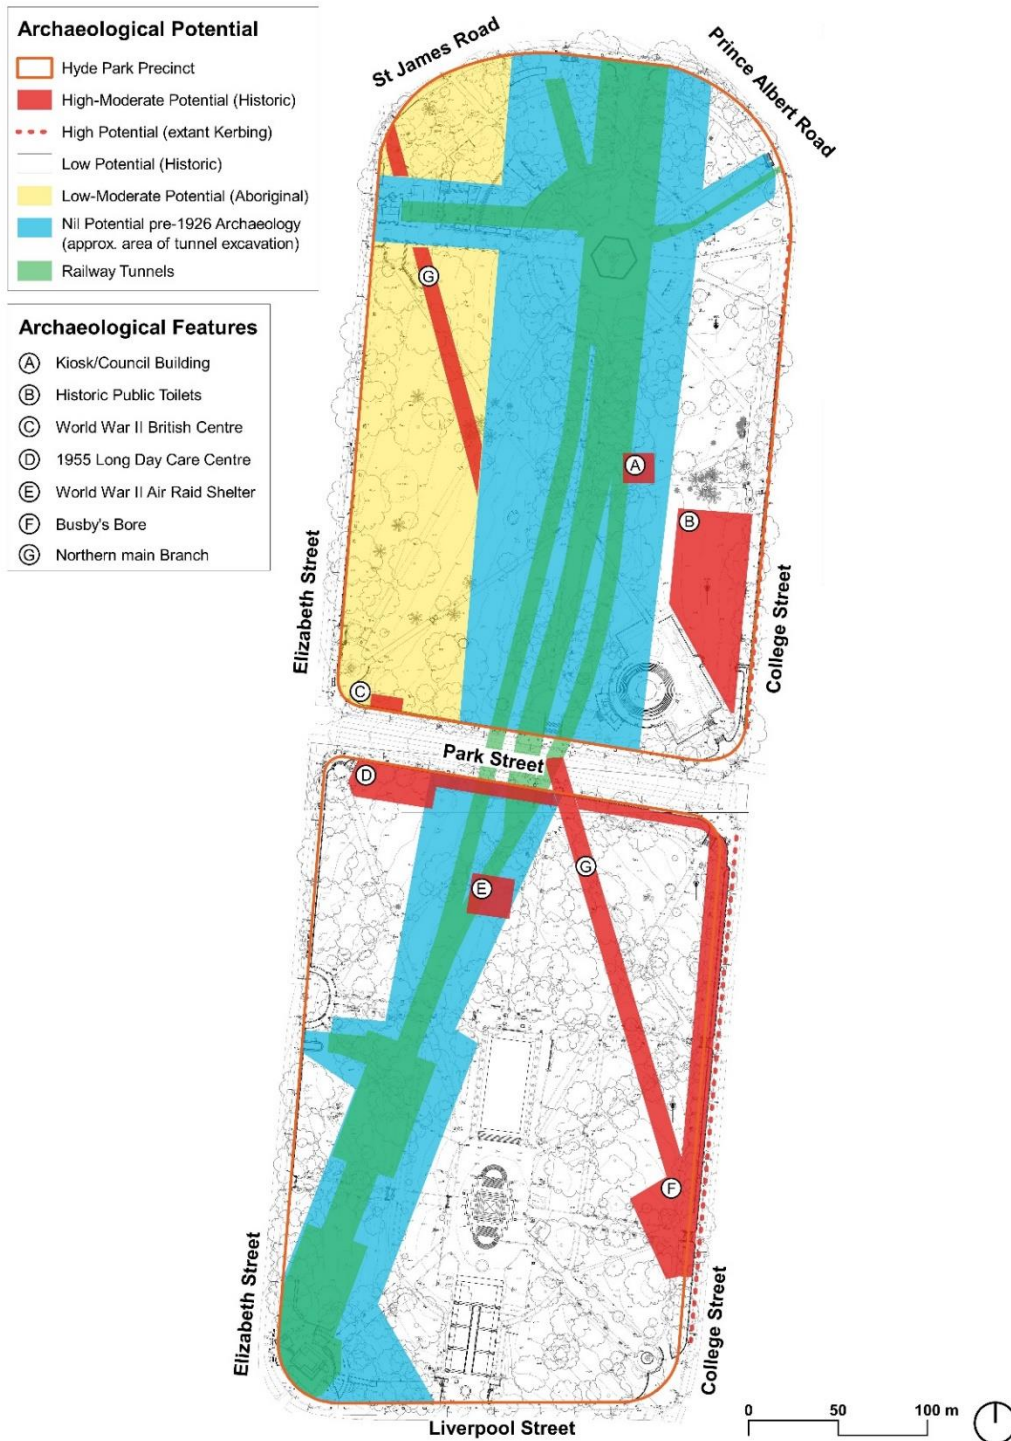 Archaeological Potential
Hyde Park Precinct
High-Moderate Potential (Historic)
High Potential (extant Kerbing)
Low Potential (Historic)
Low-Moderate Potential (Aboriginal)
Nil Potential pre-1926 Archaeology
(approx. area of tunnel excavation)
Railway Tunnels
Archaeological Features
A Kiosk/Council Building
B Historic Public Toilets
C World War II British Centre
D 1955 Long Day Care Centre
E World War II Air Raid Shelter
F Busby's Bore
G Northern main Branch
St James Road
Prince Albert Road
G
A
B
Elizabeth Street
College Street
C
Park Street
D
E
G
F
Elizabeth Street
College Street
Liverpool Street
0 50 100 m